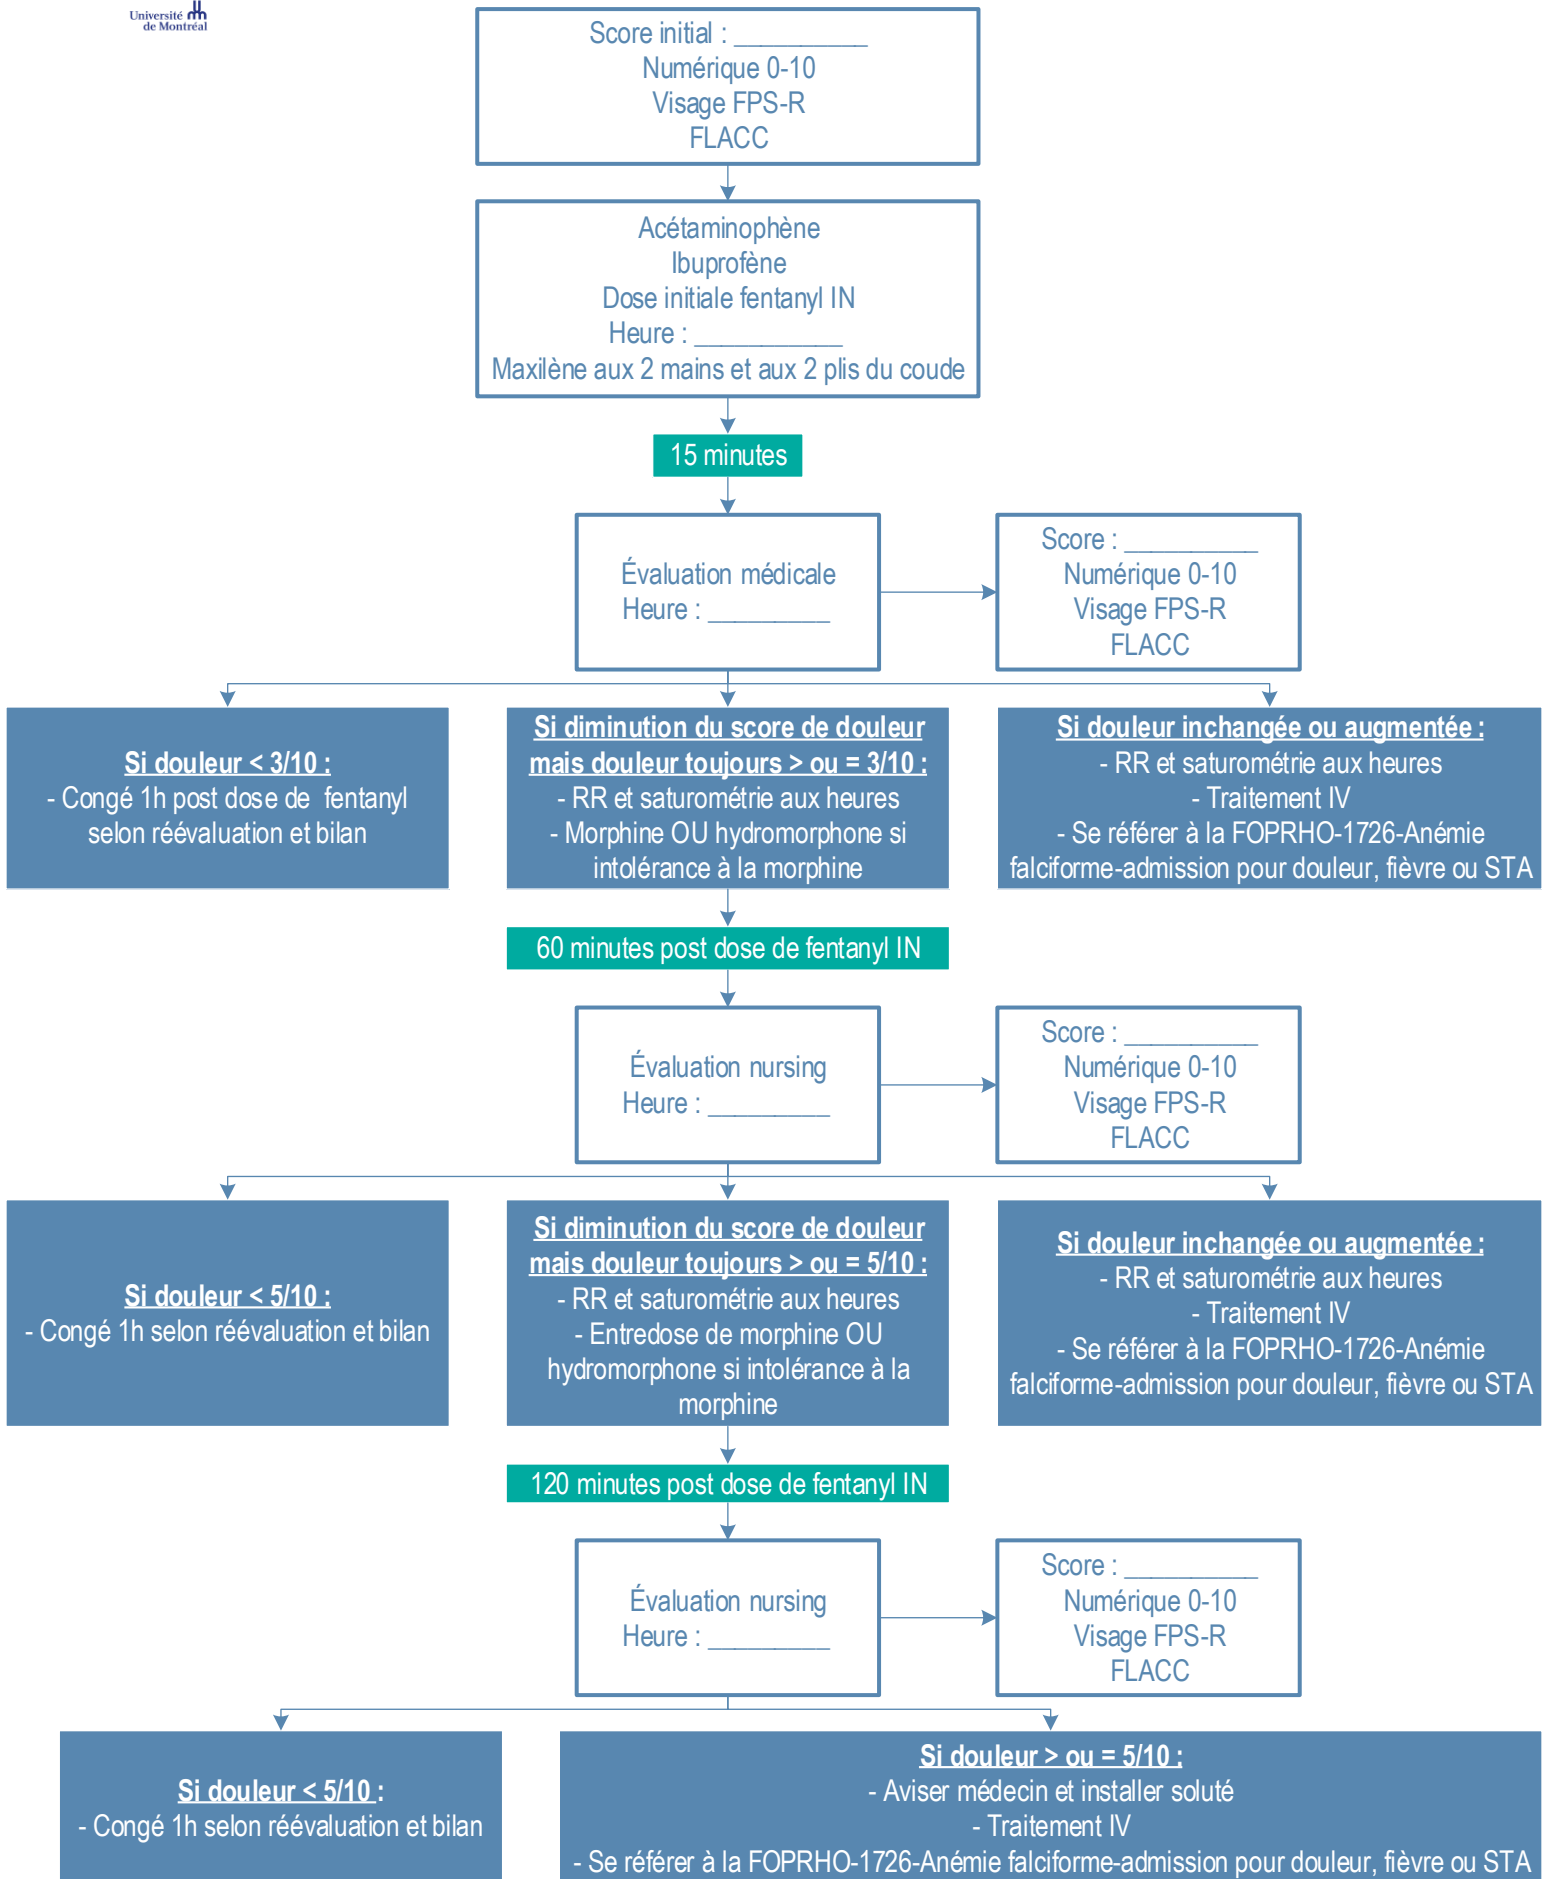 Université
de Montréal
Score initial : __________
Numérique 0-10
Visage FPS-R
FLACC
Acétaminophène
Ibuprofène
Dose initiale fentanyl IN
Heure : ___________
Maxilène aux 2 mains et aux 2 plis du coude
15 minutes
Évaluation médicale
Heure : _________
Score : __________
Numérique 0-10
Visage FPS-R
FLACC
Si douleur < 3/10 :
- Congé 1h post dose de fentanyl
selon réévaluation et bilan
Si diminution du score de douleur
mais douleur toujours > ou = 3/10 :
- RR et saturométrie aux heures
- Morphine OU hydromorphone si
intolérance à la morphine
Si douleur inchangée ou augmentée :
- RR et saturométrie aux heures
- Traitement IV
- Se référer à la FOPRHO-1726-Anémie
falciforme-admission pour douleur, fièvre ou STA
60 minutes post dose de fentanyl IN
Évaluation nursing
Heure : _________
Score : __________
Numérique 0-10
Visage FPS-R
FLACC
Si douleur < 5/10 :
- Congé 1h selon réévaluation et bilan
Si diminution du score de douleur
mais douleur toujours > ou = 5/10 :
- RR et saturométrie aux heures
- Entredose de morphine OU
hydromorphone si intolérance à la
morphine
Si douleur inchangée ou augmentée :
- RR et saturométrie aux heures
- Traitement IV
- Se référer à la FOPRHO-1726-Anémie
falciforme-admission pour douleur, fièvre ou STA
120 minutes post dose de fentanyl IN
Évaluation nursing
Heure : _________
Score : __________
Numérique 0-10
Visage FPS-R
FLACC
Si douleur < 5/10 :
- Congé 1h selon réévaluation et bilan
Si douleur > ou = 5/10 :
- Aviser médecin et installer soluté
- Traitement IV
- Se référer à la FOPRHO-1726-Anémie falciforme-admission pour douleur, fièvre ou STA